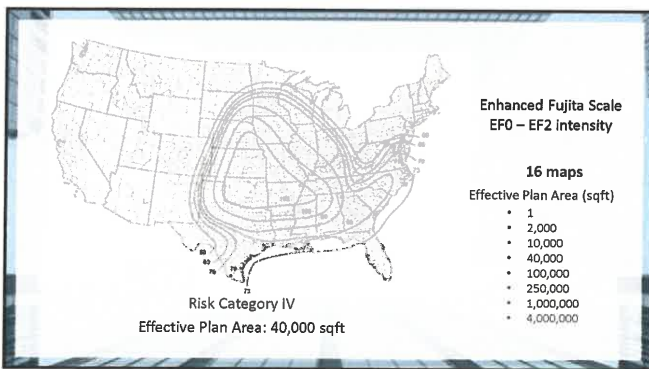 Enhanced Fujita Scale
EF0 – EF2 intensity
16 maps
Effective Plan Area (sqft)
• 1
• 2,000
• 10,000
• 40,000
• 100,000
• 250,000
• 1,000,000
• 4,000,000
Risk Category IV
Effective Plan Area: 40,000 sqft